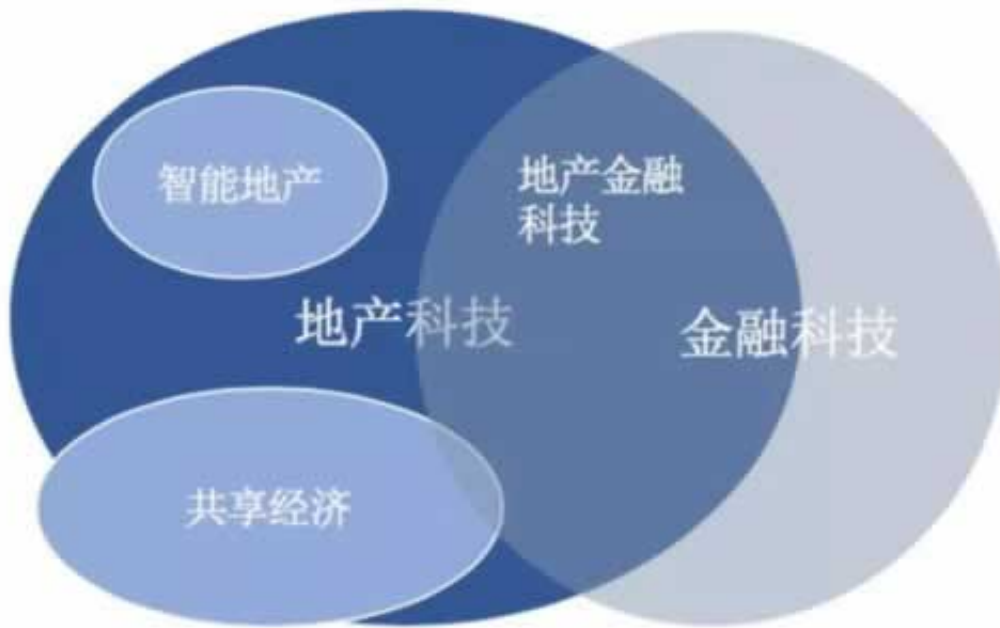 智能地产
地产金融
科技
地产科技
金融科技
共享经济